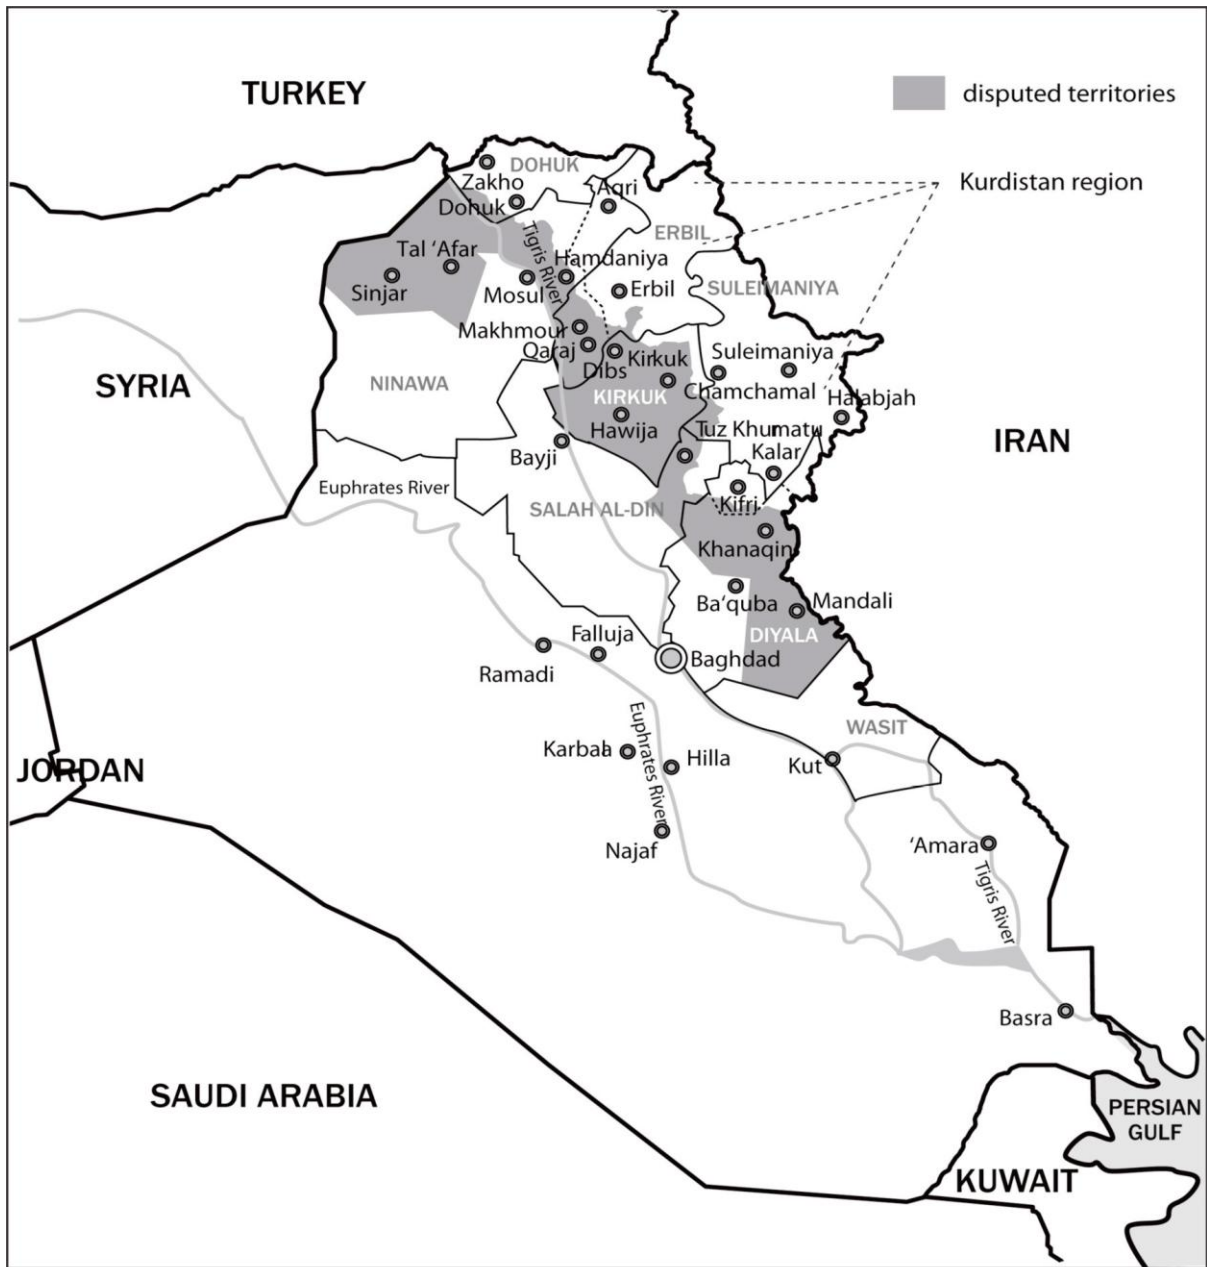 TURKEY
disputed territories
DOHUK
Zakho
Aqri
Kurdistan region
Dohuk
Tigris River
ERBIL
Tal ‘Afar
Hamdaniya
Sinjar
Mosul
Erbil
SULEIMANIYA
Makhmour
Qaraj
Dibs
Kirkuk
Suleimaniya
SYRIA
NINAWA
KIRKUK
Chamchamal
Halabjah
Hawija
Tuz Khumatu
IRAN
Bayji
Kalar
Euphrates River
SALAH AL-DIN
Kifri
Khanaqin
Ba‘quba
Mandali
Falluja
DIYALA
Ramadi
Baghdad
Euphrates River
WASIT
Karbala
Hilla
Kut
JORDAN
Najaf
‘Amara
Tigris River
Basra
SAUDI ARABIA
PERSIAN
GULF
KUWAIT